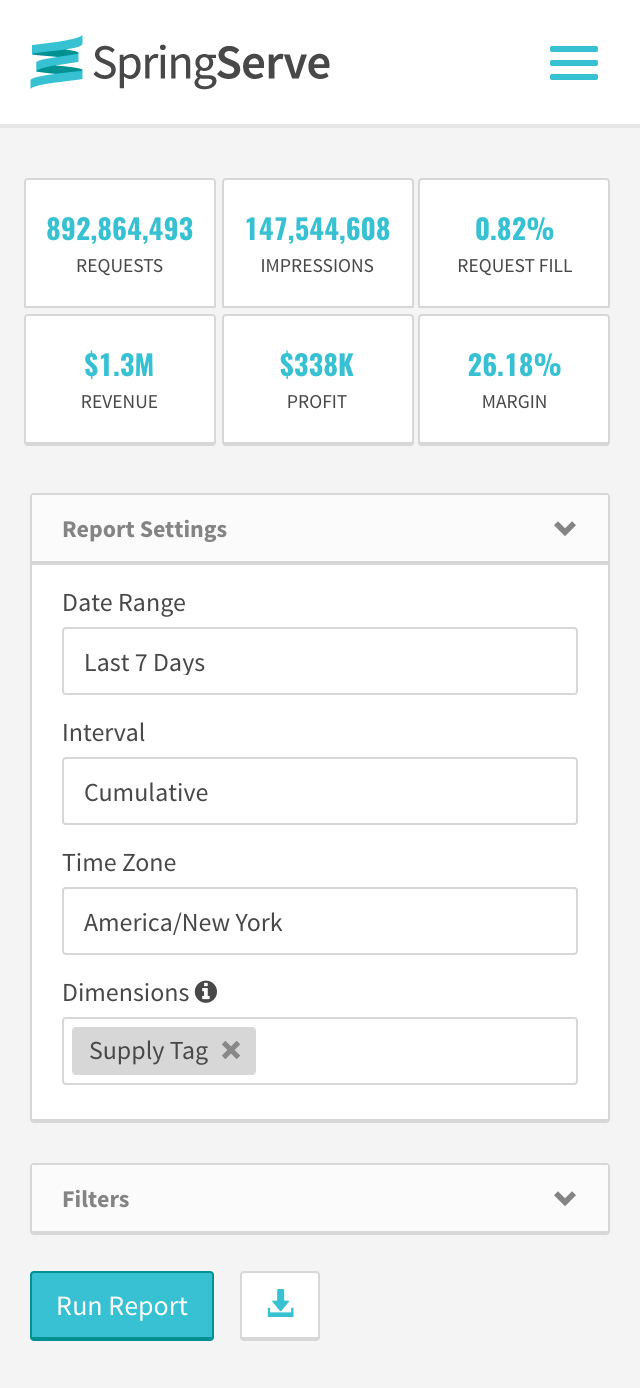 SpringServe
892,864,493 147,544,608 0.82%
REQUESTS IMPRESSIONS REQUEST FILL
$1.3M $338K 26.18%
REVENUE PROFIT MARGIN
Report Settings
Date Range
Last 7 Days
Interval
Cumulative
Time Zone
America/New York
Dimensions
Supply Tag
Filters
Run Report